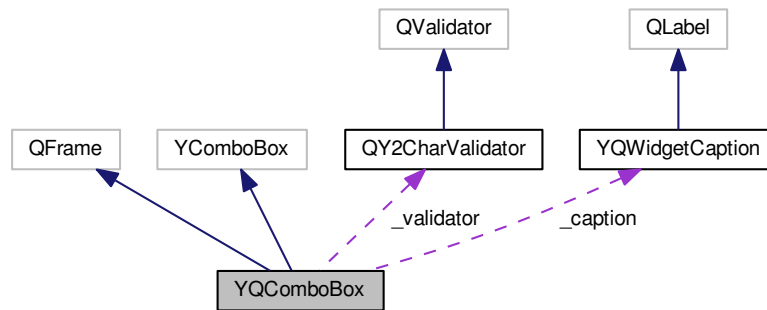 QValidator
QLabel
QFrame
YComboBox
QY2CharValidator
YQWidgetCaption
_validator
_caption
YQComboBox